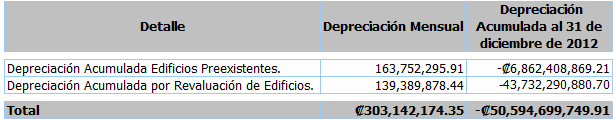 Detalle Depreciación Mensual Depreciación Acumulada al 31 de diciembre de 2012
Depreciación Acumulada Edificios Preexistentes. 163,752,295.91 -₡6,862,408,869.21
Depreciación Acumulada por Revaluación de Edificios. 139,389,878.44 -43,732,290,880.70
Total ₡303,142,174.35 -₡50,594,699,749.91